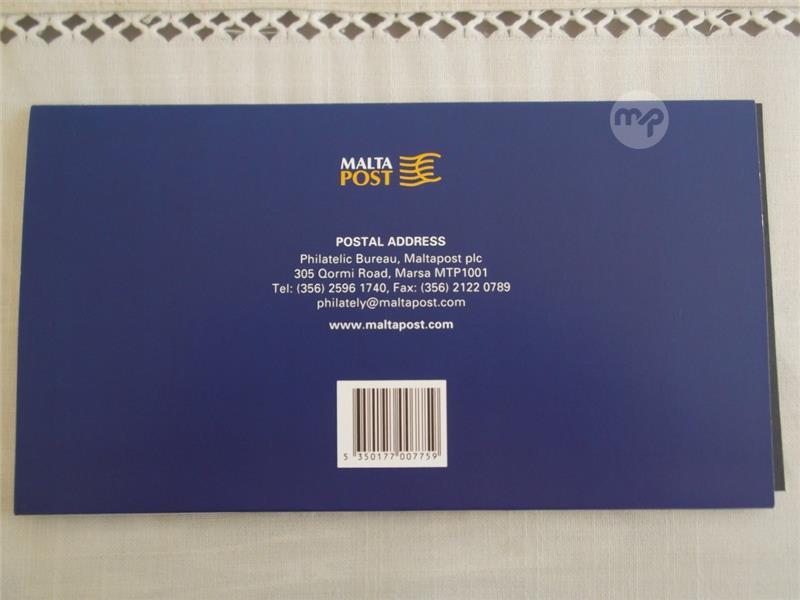 mp
MALTA
POST
POSTAL ADDRESS
Philatelic Bureau, Maltapost plc
305 Qormi Road, Marsa MTP1001
Tel: (356) 2596 1740, Fax: (356) 2122 0789
philately@maltapost.com
www.maltapost.com
5 350177 007759